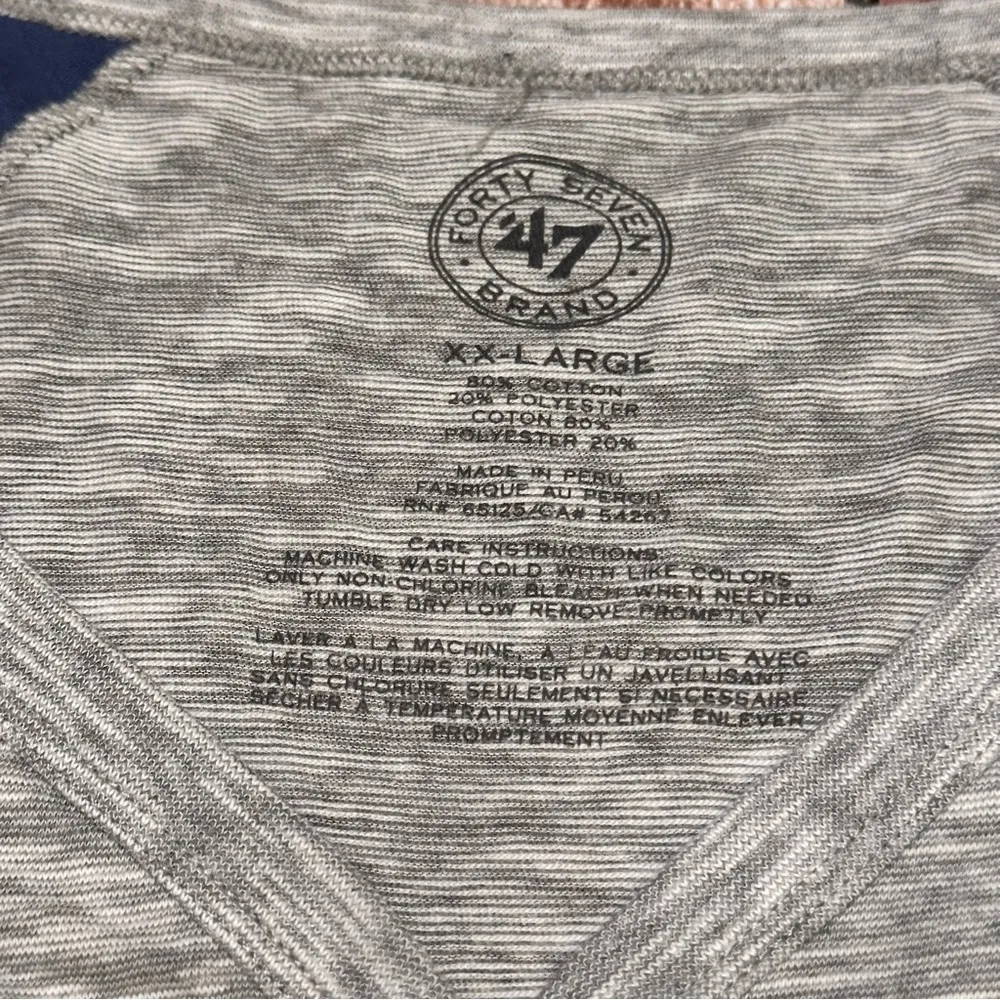 FORTY SEVEN
'47
BRAND
XX-LARGE
80% COTTON
20% POLYESTER
COTON 80%
POLYESTER 20%
MADE IN PERU
FABRIQUE AU PEROU
RN# 65125/CA# 54267
CARE INSTRUCTIONS:
MACHINE WASH COLD WITH LIKE COLORS
ONLY NON-CHLORINE BLEACH WHEN NEEDED
TUMBLE DRY LOW REMOVE PROMPTLY
LAVER A LA MACHINE, A L'EAU FROIDE AVEC
LES COULEURS D'TILISER UN JAVELLISANT
SANS CHLORURE SEULEMENT SI NECESSAIRE
SÉCHER A TEMPERATURE MOYENNE ENLEVER
PROMPTEMENT